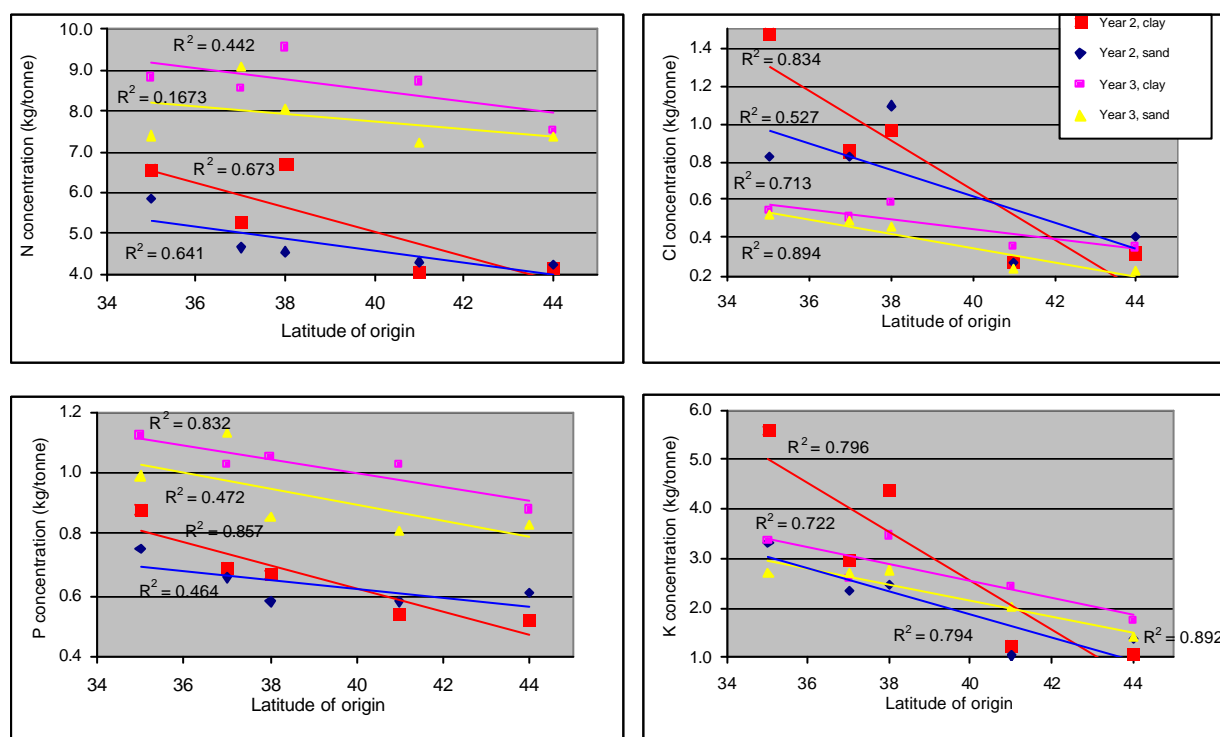 10.0
9.0
8.0
7.0
6.0
5.0
4.0
N concentration (kg/tonne)
R² = 0.442
R² = 0.1673
R² = 0.673
R² = 0.641
34 36 38 40 42 44
Latitude of origin
1.4
1.2
1.0
0.8
0.6
0.4
0.2
Cl concentration (kg/tonne)
R² = 0.834
R² = 0.527
R² = 0.713
R² = 0.894
34 36 38 40 42 44
Latitude of origin
Year 2, clay
Year 2, sand
Year 3, clay
Year 3, sand
1.2
1.0
0.8
0.6
0.4
P concentration (kg/tonne)
R² = 0.832
R² = 0.472
R² = 0.857
R² = 0.464
34 36 38 40 42 44
Latitude of origin
6.0
5.0
4.0
3.0
2.0
1.0
K concentration (kg/tonne)
R² = 0.796
R² = 0.722
R² = 0.794
R² = 0.892
34 36 38 40 42 44
Latitude of origin